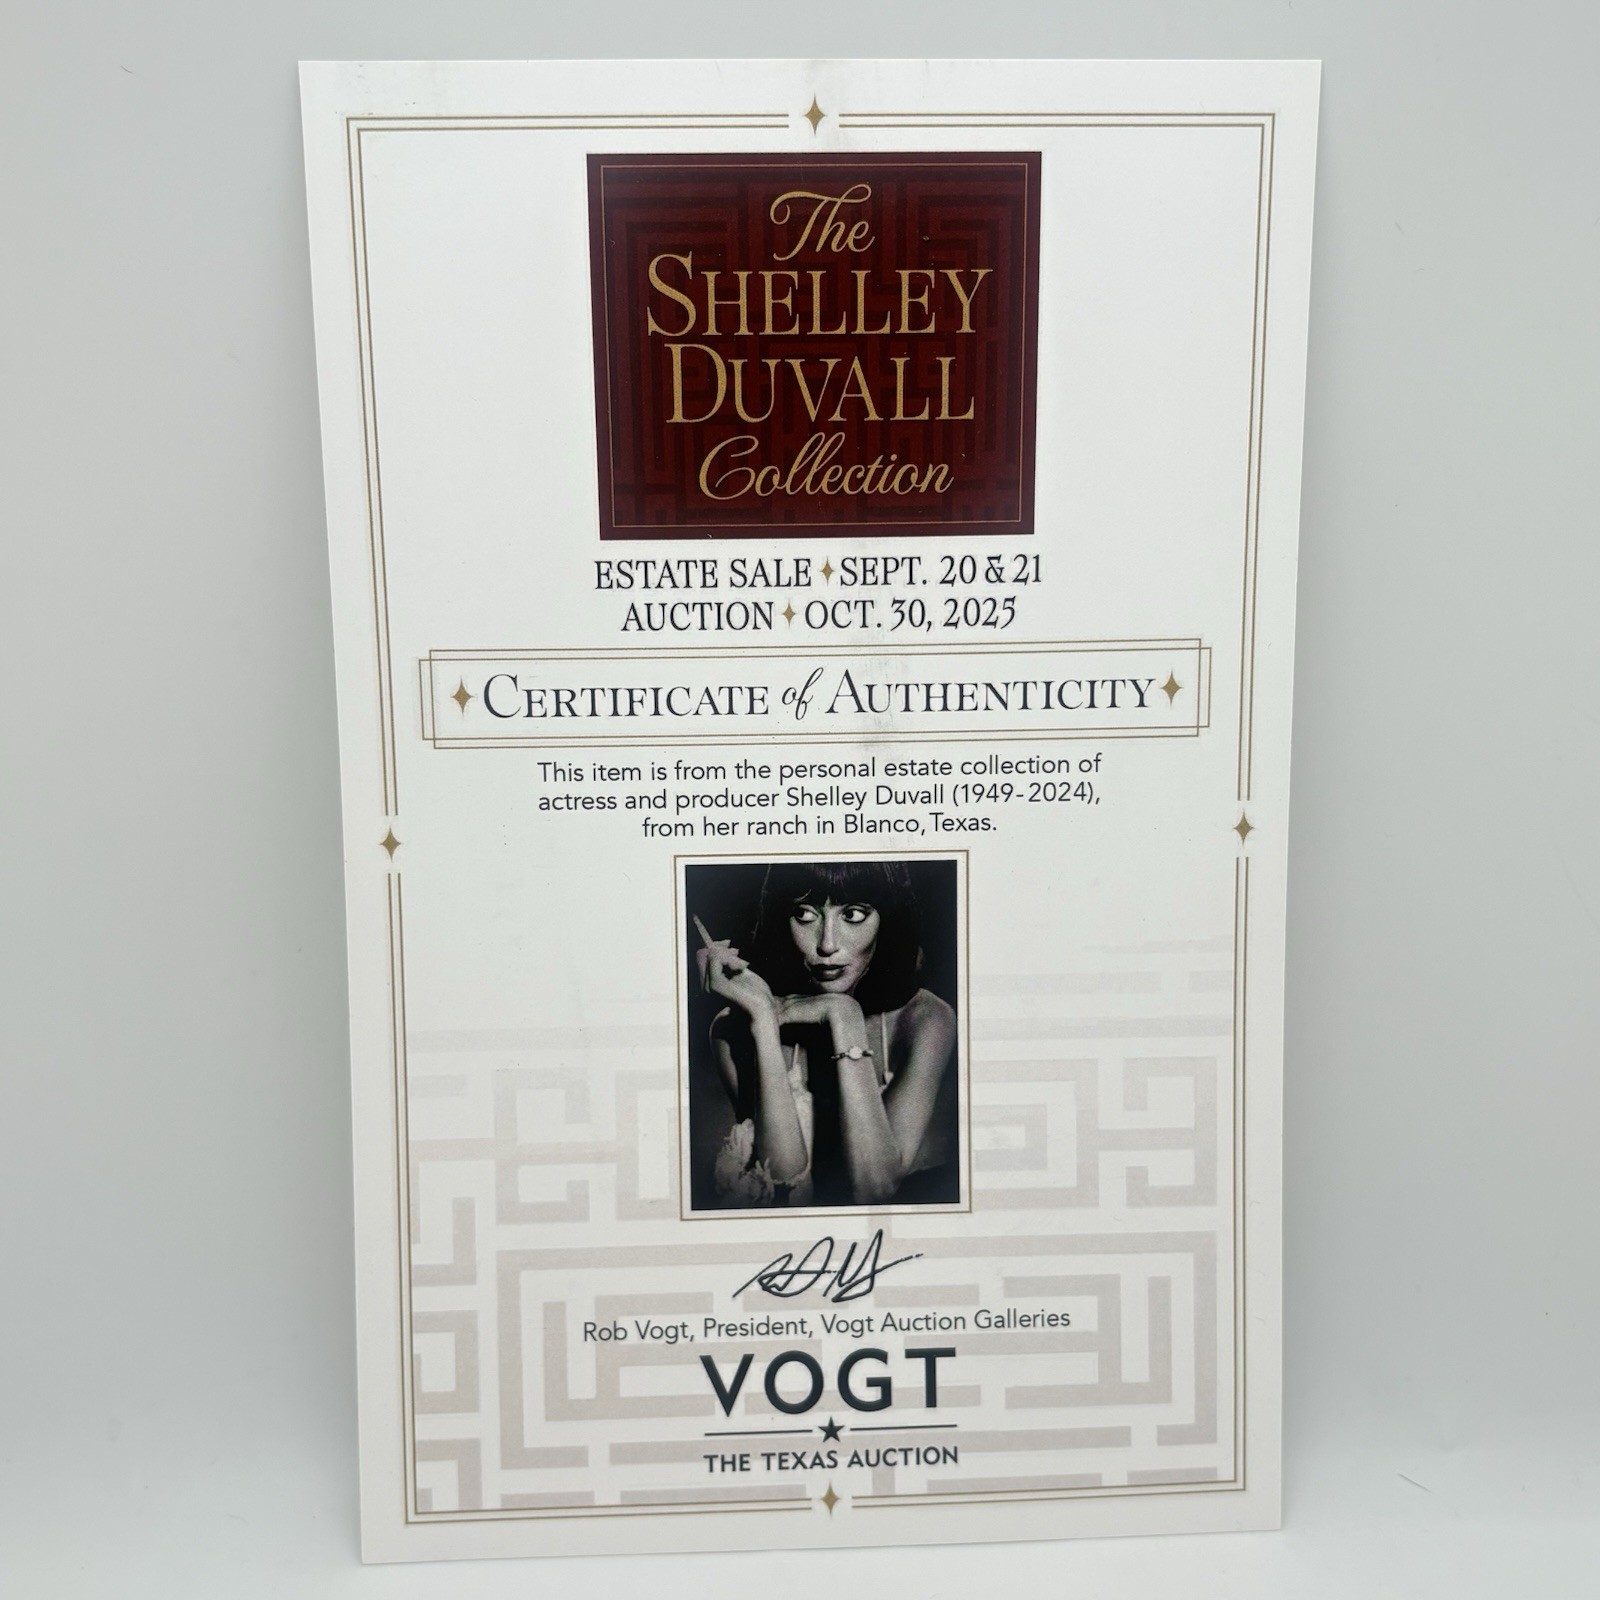 The
SHELLEY
DUVALL
Collection
ESTATE SALE ✦ SEPT. 20 & 21
AUCTION ✦ OCT. 30, 2025
CERTIFICATE of AUTHENTICITY
This item is from the personal estate collection of
actress and producer Shelley Duvall (1949-2024),
from her ranch in Blanco, Texas.
Rob Vogt, President, Vogt Auction Galleries
VOGT
THE TEXAS AUCTION